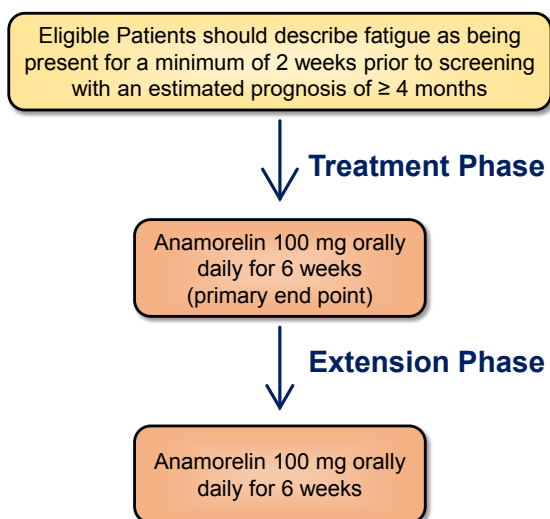 Eligible Patients should describe fatigue as being
present for a minimum of 2 weeks prior to screening
with an estimated prognosis of ≥ 4 months
Treatment Phase
Anamorelin 100 mg orally
daily for 6 weeks
(primary end point)
Extension Phase
Anamorelin 100 mg orally
daily for 6 weeks